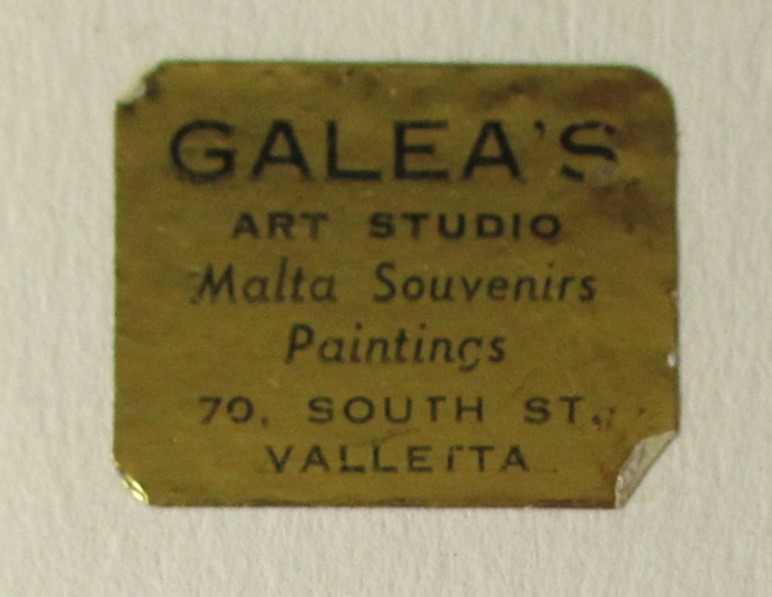 GALEA'S
ART STUDIO
Malta Souvenirs
Paintings
70, SOUTH ST.,
VALLETTA